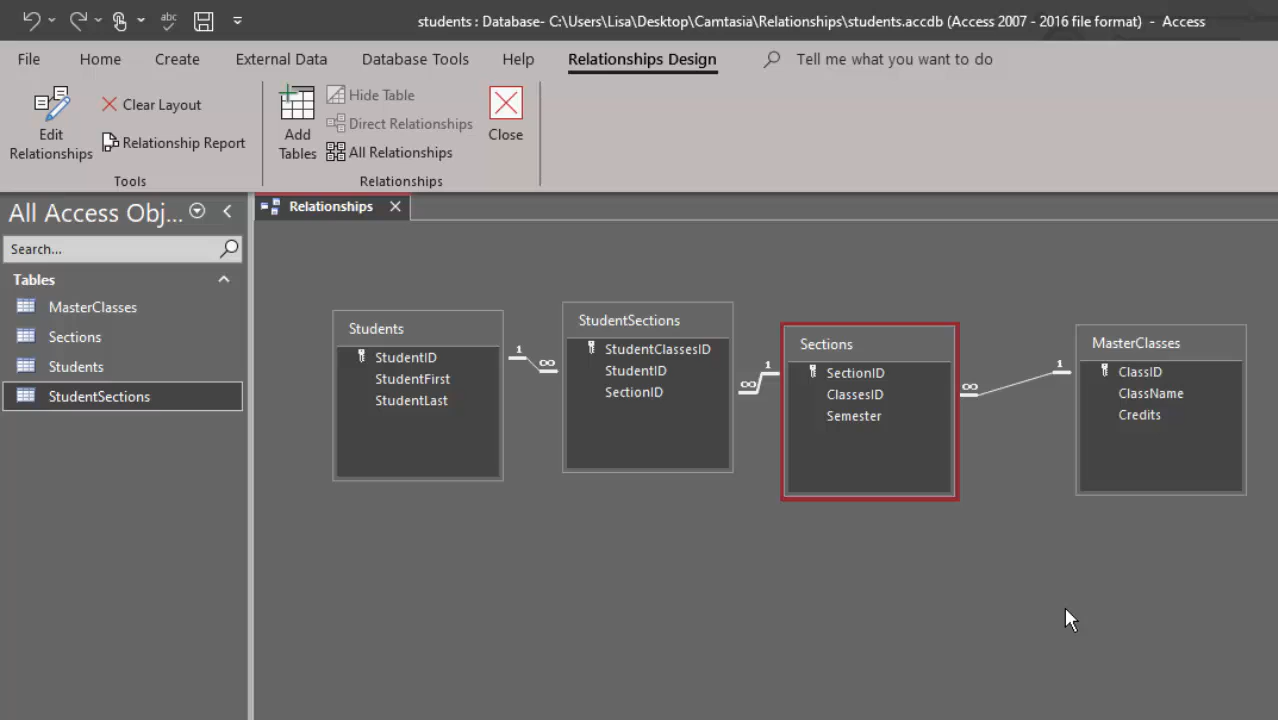 students : Database- C:\Users\Lisa\Desktop\Camtasia\Relationships\students.accdb (Access 2007 - 2016 file format) - Access
abc
File Home Create External Data Database Tools Help Relationships Design Tell me what you want to do
Edit Relationships
Clear Layout
Relationship Report
Tools
Add Tables
Hide Table
Direct Relationships
All Relationships
Close
Relationships
All Access Obj...
Search...
Tables
MasterClasses
Sections
Students
StudentSections
Relationships
Students
StudentID
StudentFirst
StudentLast
1
∞
StudentSections
StudentClassesID
StudentID
SectionID
∞
1
Sections
SectionID
ClassesID
Semester
∞
1
MasterClasses
ClassID
ClassName
Credits